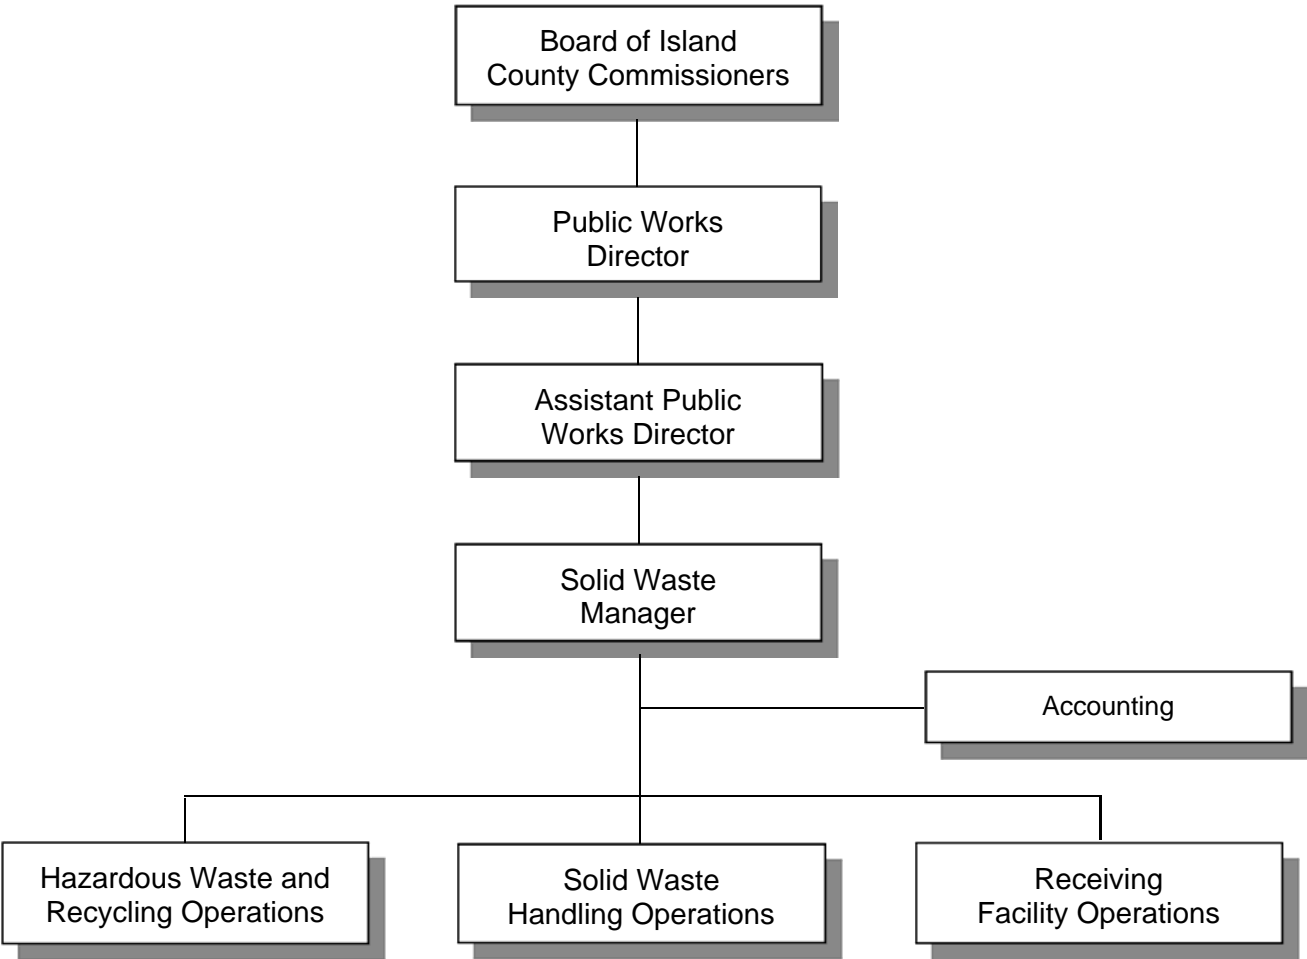 Board of Island
County Commissioners
Public Works
Director
Assistant Public
Works Director
Solid Waste
Manager
Accounting
Hazardous Waste and
Recycling Operations
Solid Waste
Handling Operations
Receiving
Facility Operations